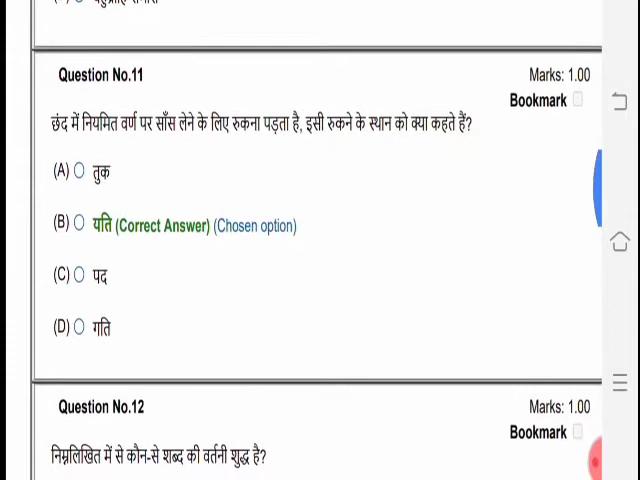 Question No.11
Marks: 1.00
Bookmark
छंद में नियमित वर्ण पर साँस लेने के लिए रुकना पड़ता है, इसी रुकने के स्थान को क्या कहते हैं?
(A) तुक
(B) यति (Correct Answer) (Chosen option)
(C) पद
(D) गति
Question No.12
Marks: 1.00
Bookmark
निम्नलिखित में से कौन-से शब्द की वर्तनी शुद्ध है?